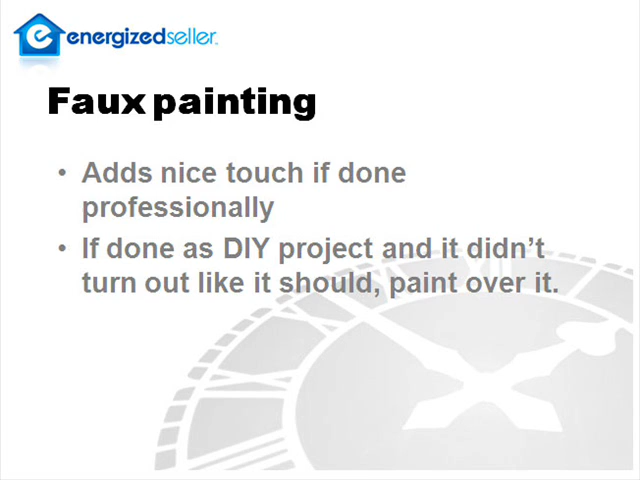 energizedseller.
Faux painting
• Adds nice touch if done
professionally
• If done as DIY project and it didn't
turn out like it should, paint over it.